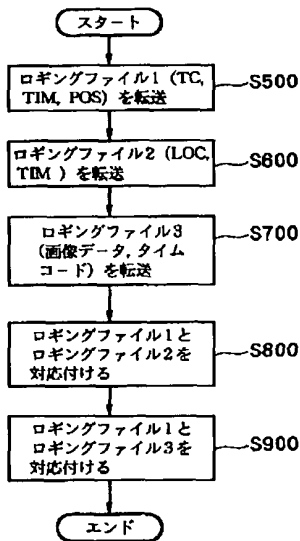 スタート
ロギングファイル1 (TC,
TIM, POS) を転送
S500
ロギングファイル2 (LOC,
TIM ) を転送
S600
ロギングファイル3
(画像データ, タイム
コード) を転送
S700
ロギングファイル1と
ロギングファイル2を
対応付ける
S800
ロギングファイル1と
ロギングファイル3を
対応付ける
S900
エンド